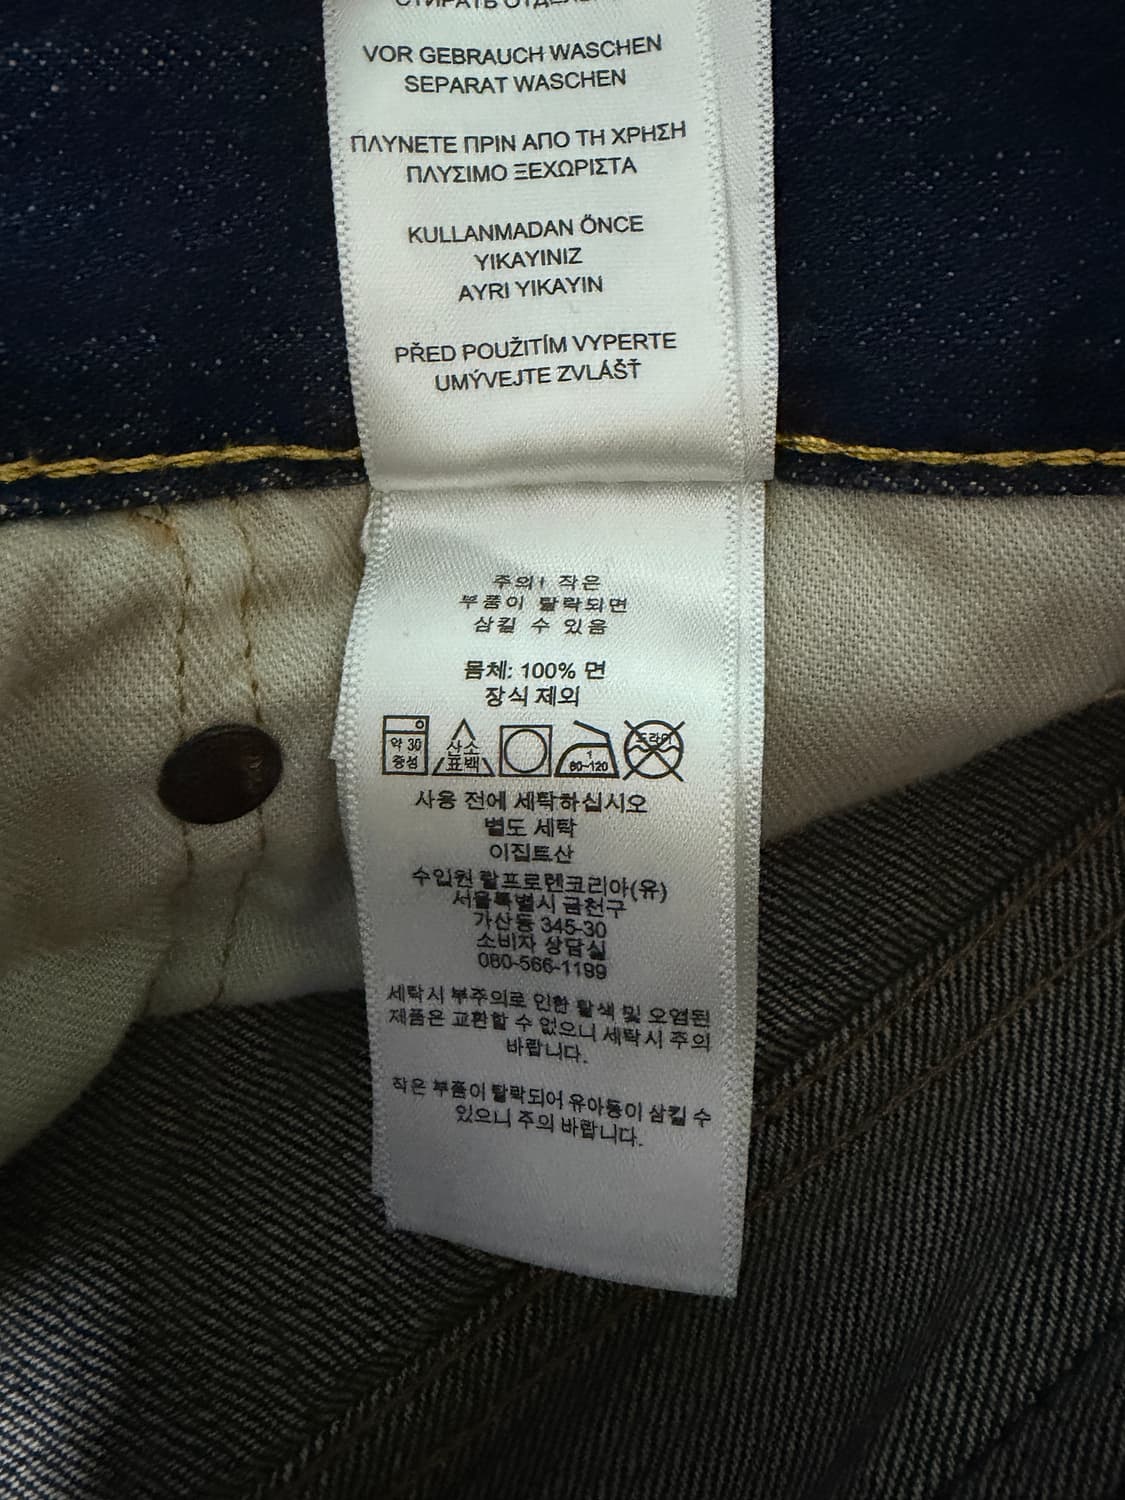 СТИРАТЬ ОТДЕЛЬНО
VOR GEBRAUCH WASCHEN
SEPARAT WASCHEN
ΠΛΥΝΕΤΕ ΠΡΙΝ ΑΠΟ ΤΗ ΧΡΗΣΗ
ΠΛΥΣΙΜΟ ΞΕΧΩΡΙΣΤΑ
KULLANMADAN ÖNCE
YIKAYINIZ
AYRI YIKAYIN
PŘED POUŽITÍM VYPERTE
UMÝVEJTE ZVLÁŠŤ
주의! 작은
부품이 탈락되면
삼킬 수 있음
몸체: 100% 면
장식 제외
약 30
중성
산소
표백
1
60~120
드라이
사용 전에 세탁하십시오
별도 세탁
이집트산
수입원 랄프로렌코리아(유)
서울특별시 금천구
가산동 345-30
소비자 상담실
080-566-1199
세탁시 부주의로 인한 탈색 및 오염된
제품은 교환할 수 없으니 세탁시 주의
바랍니다.
작은 부품이 탈락되어 유아동이 삼킬 수
있으니 주의 바랍니다.